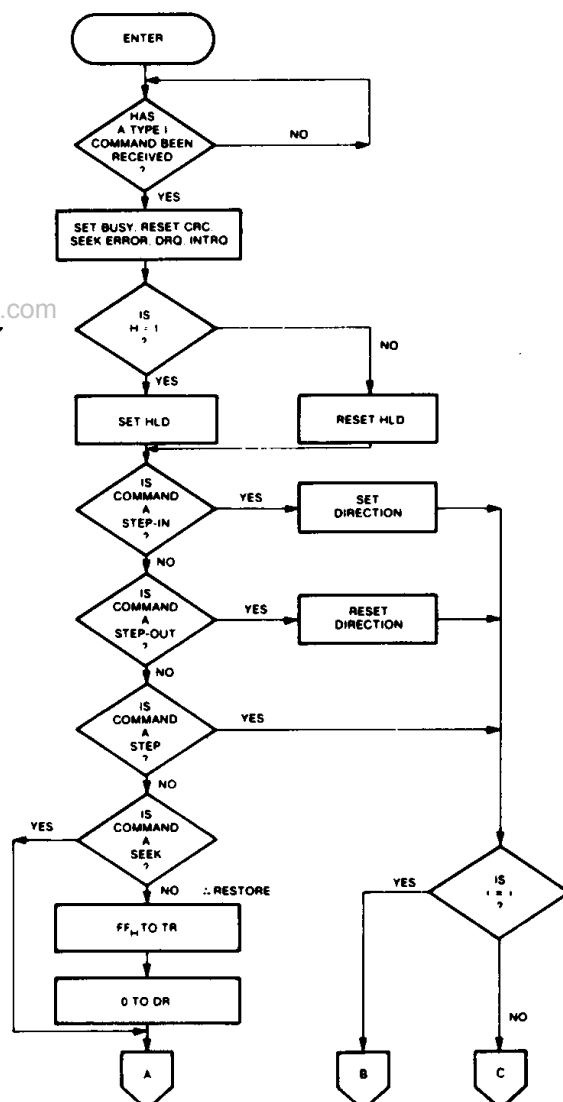 ENTER
HAS
A TYPE I
COMMAND BEEN
RECEIVED
?
NO
YES
SET BUSY, RESET CRC,
SEEK ERROR, DRQ, INTRQ
.com
IS
H = 1
?
NO
YES
SET HLD
RESET HLD
IS
COMMAND
A
STEP-IN
?
YES
SET
DIRECTION
NO
IS
COMMAND
A
STEP-OUT
?
YES
RESET
DIRECTION
NO
IS
COMMAND
A
STEP
?
YES
NO
IS
COMMAND
A
SEEK
?
YES
NO
∴ RESTORE
IS
?
YES
NO
FFH TO TR
0 TO DR
A
B
C